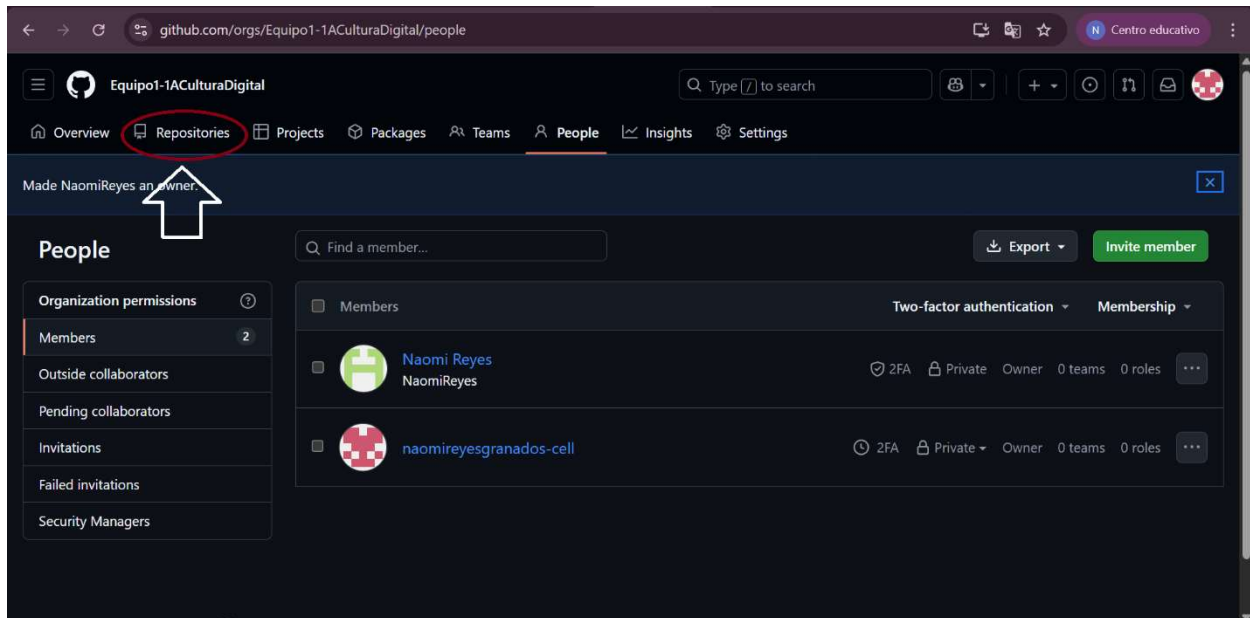 github.com/orgs/Equipo1-1ACulturaDigital/people
N Centro educativo
Equipo1-1ACulturaDigital
Type / to search
Overview Repositories Projects Packages Teams People Insights Settings
Made NaomiReyes an owner.
People
Find a member...
Export
Invite member
Organization permissions
Members 2
Outside collaborators
Pending collaborators
Invitations
Failed invitations
Security Managers
Members Two-factor authentication Membership
Naomi Reyes
NaomiReyes
2FA Private Owner 0 teams 0 roles
naomireyesgranados-cell
2FA Private Owner 0 teams 0 roles